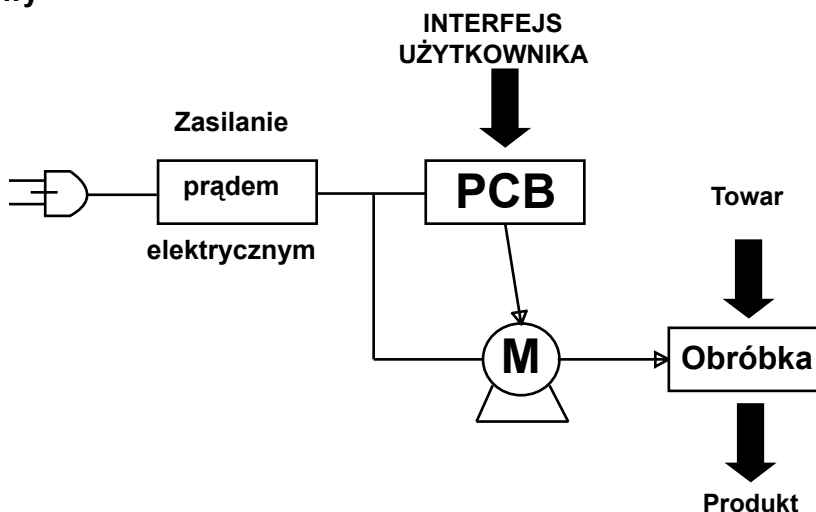 INTERFEJS
UŻYTKOWNIKA
Zasilanie
prądem
elektrycznym
PCB
Towar
M
Obróbka
Produkt